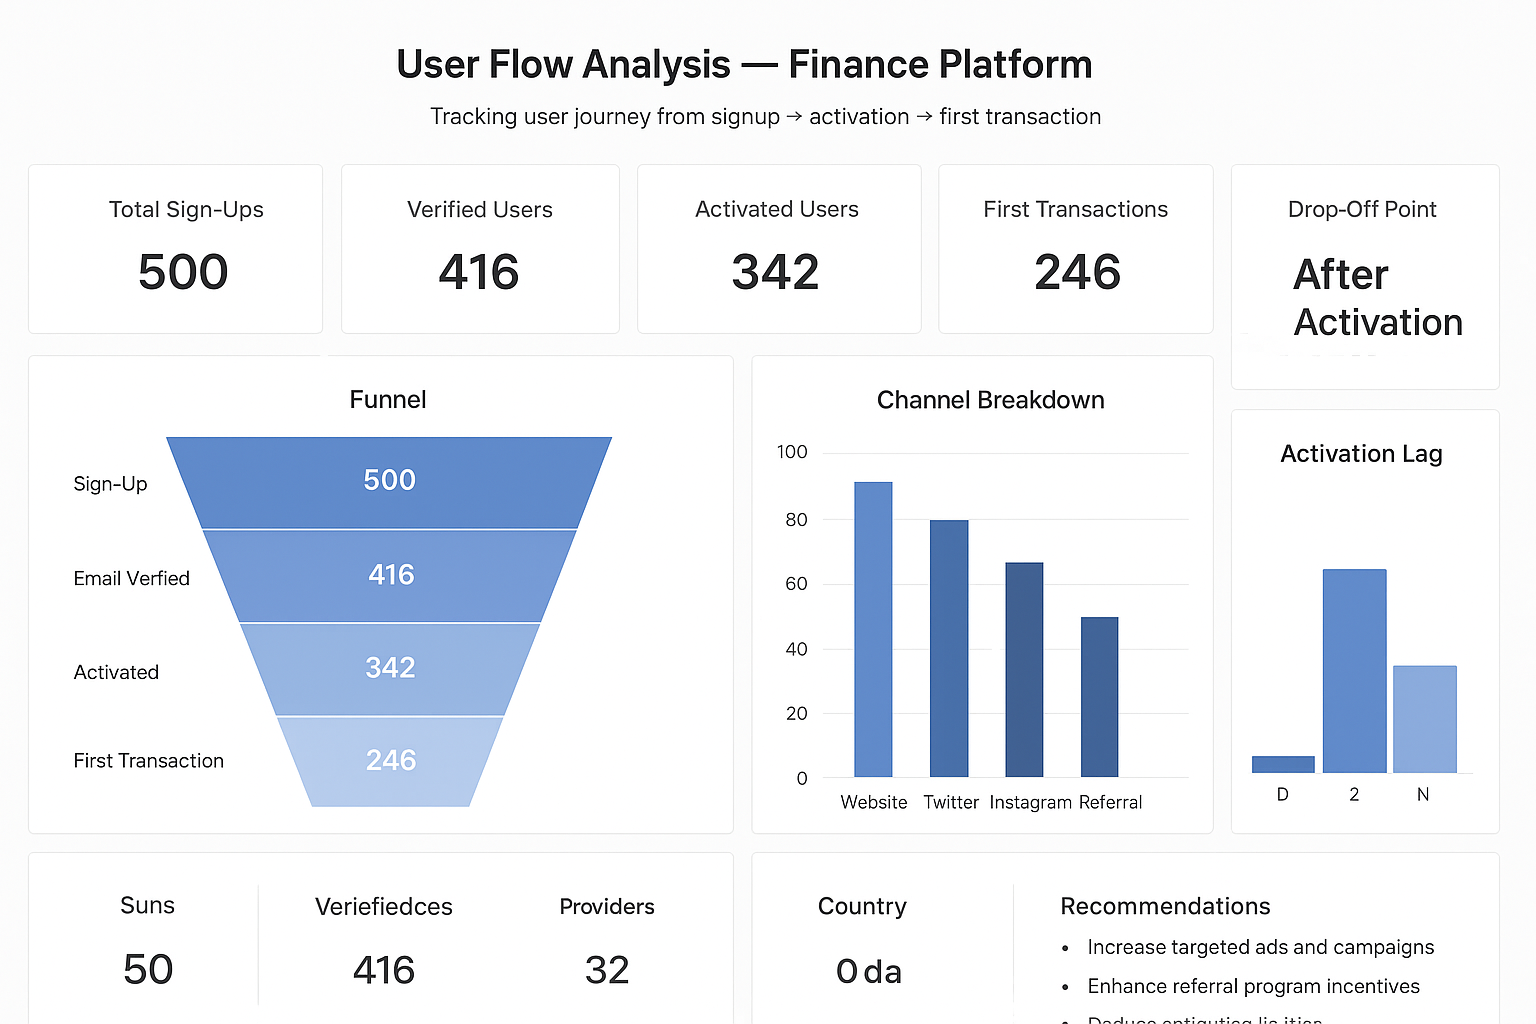 User Flow Analysis — Finance Platform
Tracking user journey from signup → activation → first transaction
Total Sign-Ups
500
Verified Users
416
Activated Users
342
First Transactions
246
Drop-Off Point
After
Activation
Funnel
Sign-Up
500
Email Verfied
416
Activated
342
First Transaction
246
Channel Breakdown
100
80
60
40
20
0
Website Twitter Instagram Referral
Activation Lag
D 2 N
Suns
50
Veriefiedces
416
Providers
32
Country
0 da
Recommendations
• Increase targeted ads and campaigns
• Enhance referral program incentives